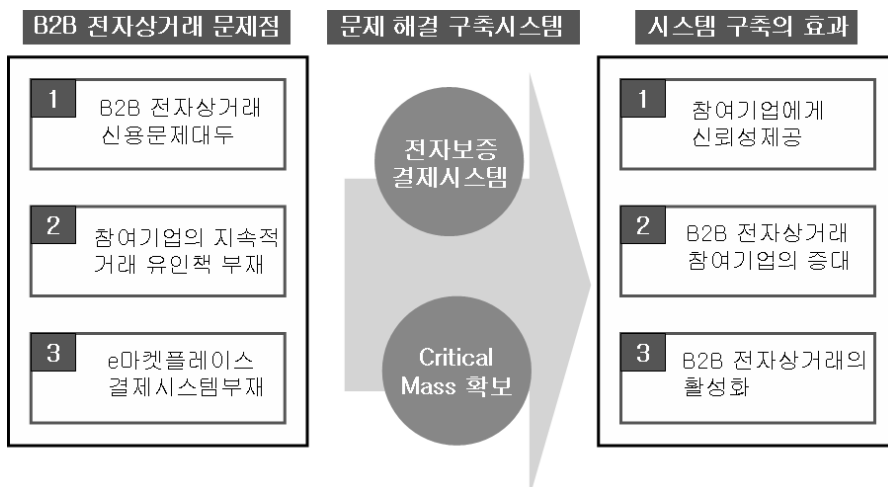 B2B 전자상거래 문제점
1
B2B 전자상거래
신용문제대두
2
참여기업의 지속적
거래 유인책 부재
3
e마켓플레이스
결제시스템부재
문제 해결 구축시스템
전자보증
결제시스템
Critical
Mass 확보
시스템 구축의 효과
1
참여기업에게
신뢰성제공
2
B2B 전자상거래
참여기업의 증대
3
B2B 전자상거래의
활성화